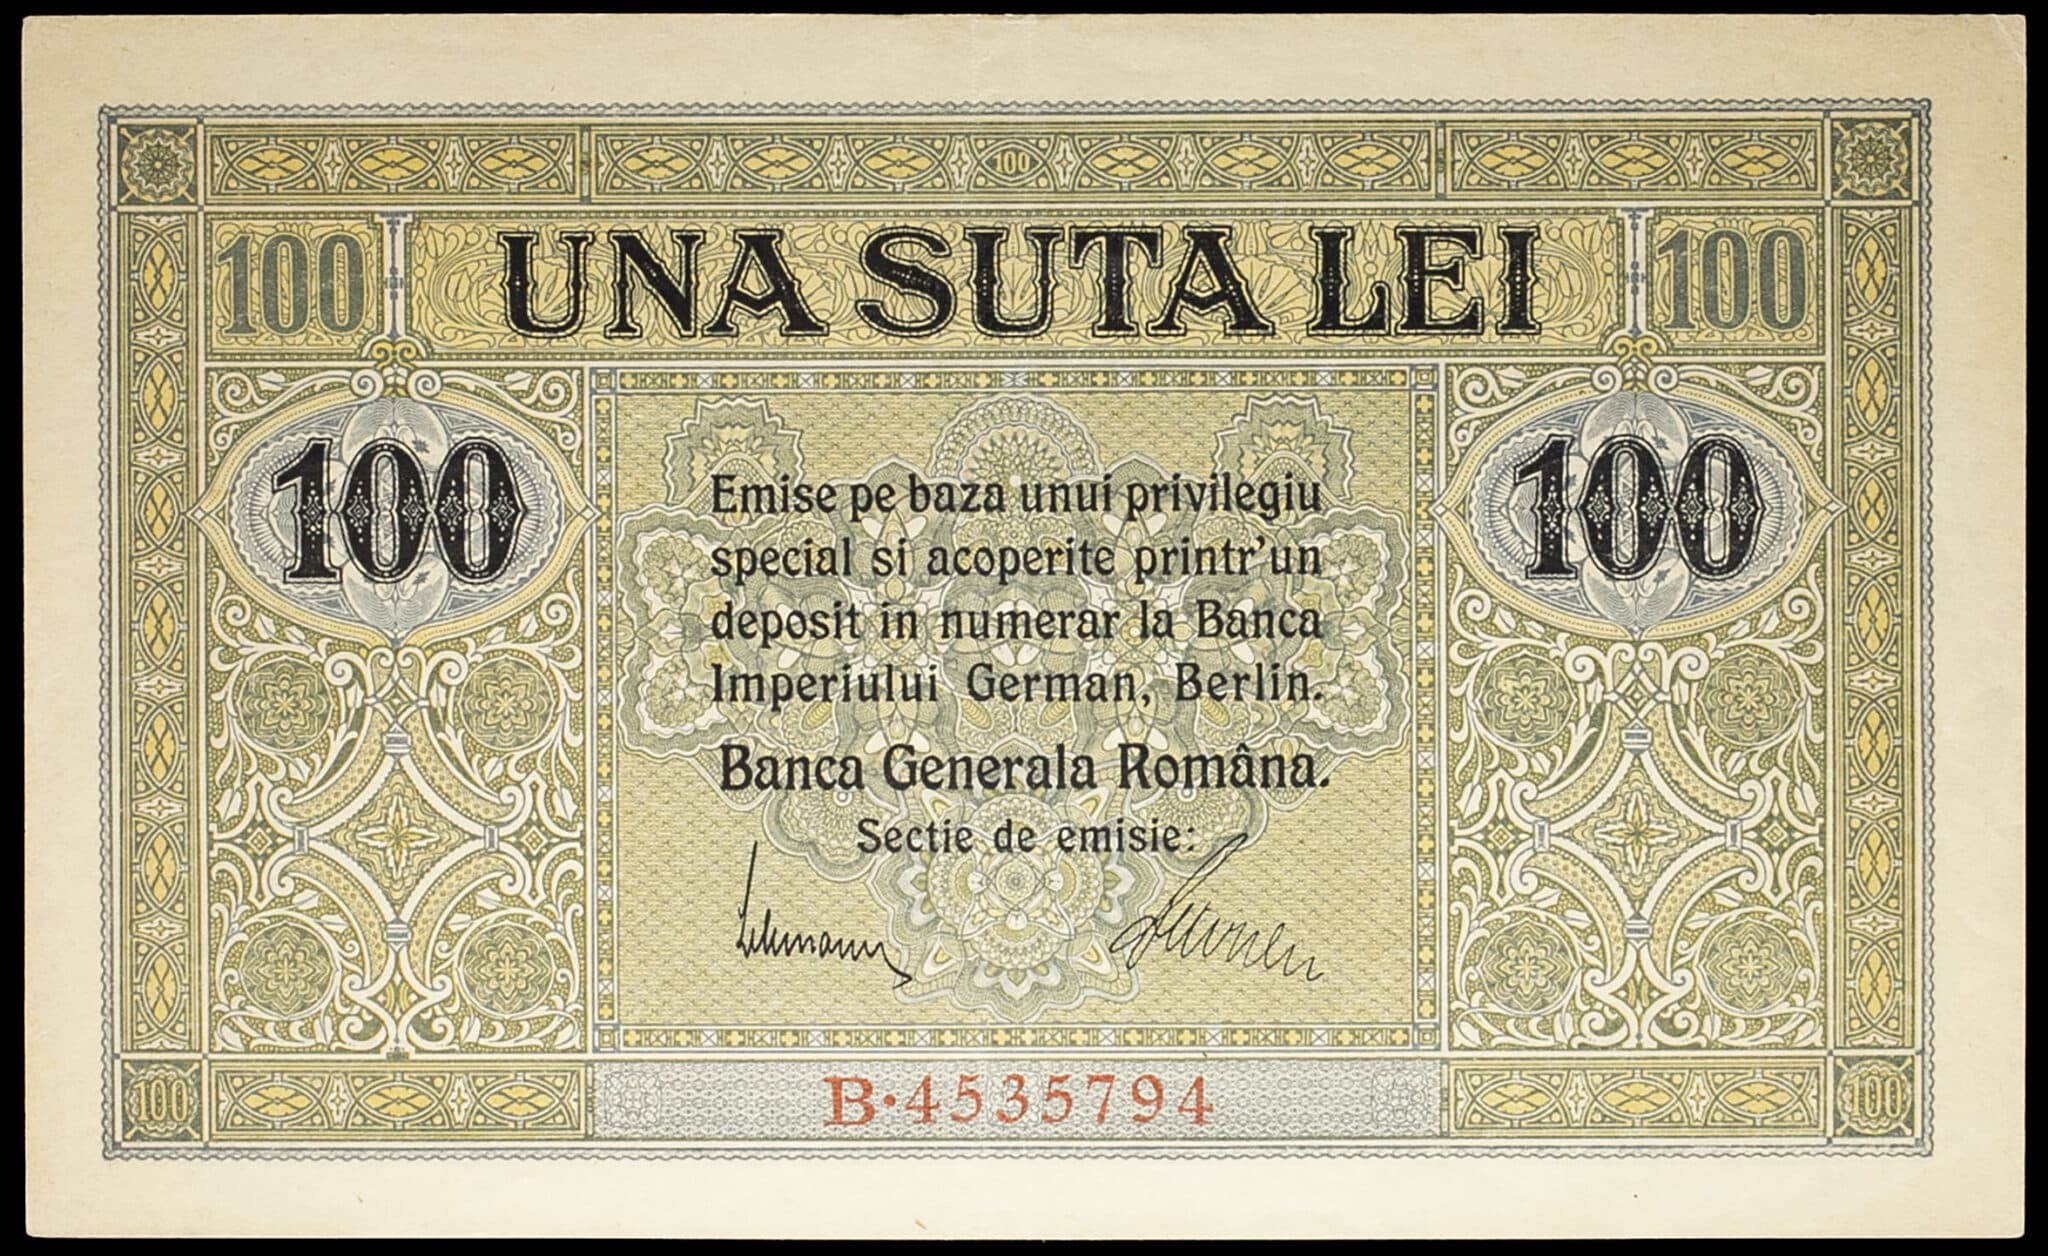 100
100 UNA SUTA LEI 100
100 100
Emise pe baza unui privilegiu
special si acoperite printr'un
deposit in numerar la Banca
Imperiului German, Berlin.
Banca Generala Româna.
Sectie de emisie:
Lehmann
100 B·4535794 100